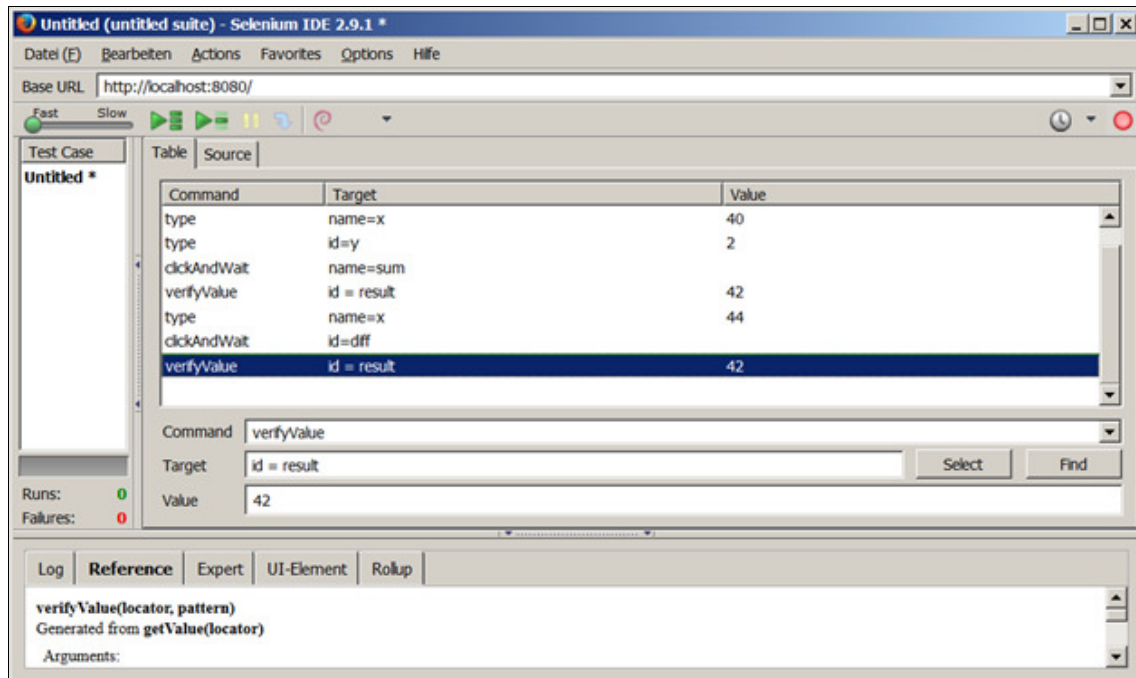 Untitled (untitled suite) - Selenium IDE 2.9.1 *
Datei (F) Bearbeiten Actions Favorites Options Hilfe
Base URL http://localhost:8080/
Fast Slow
Test Case
Untitled *
Table Source
Command Target Value
type name=x 40
type id=y 2
clickAndWait name=sum
verifyValue id = result 42
type name=x 44
clickAndWait id=diff
verifyValue id = result 42
Command verifyValue
Target id = result Select Find
Value 42
Runs: 0
Failures: 0
Log Reference Expert UI-Element Rollup
verifyValue(locator, pattern)
Generated from getValue(locator)
Arguments: